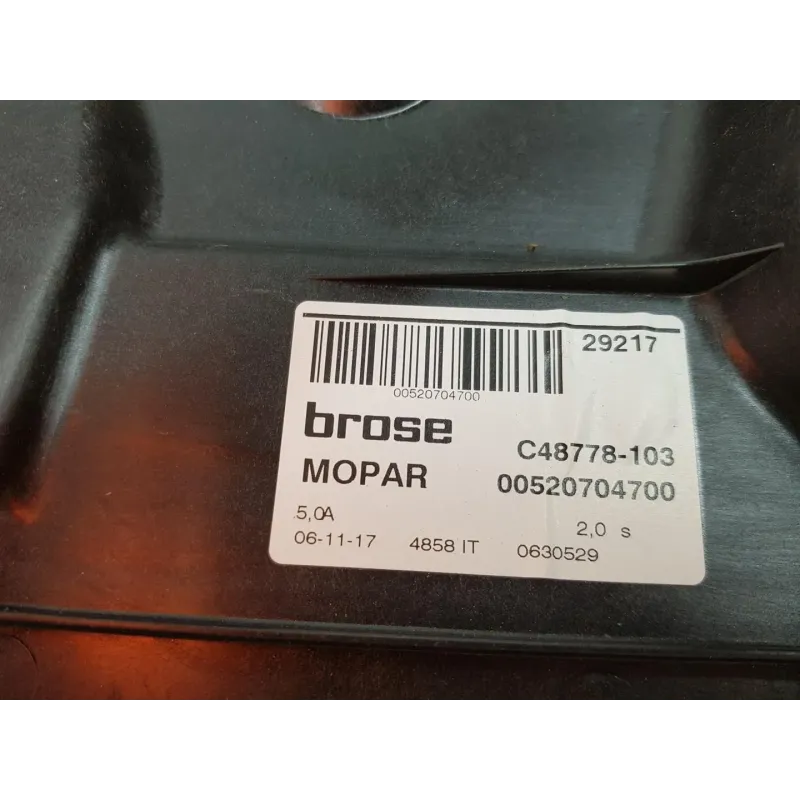 29217
00520704700
brose
C48778-103
MOPAR 00520704700
5,0A 2,0 s
06-11-17 4858 IT 0630529